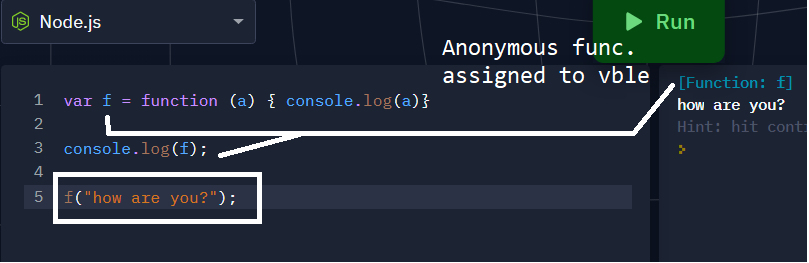 JS Node.js
Run
Anonymous func.
assigned to vble
1 var f = function (a) { console.log(a)}
2
3 console.log(f);
4
5 f("how are you?");
[Function: f]
how are you?
Hint: hit conti